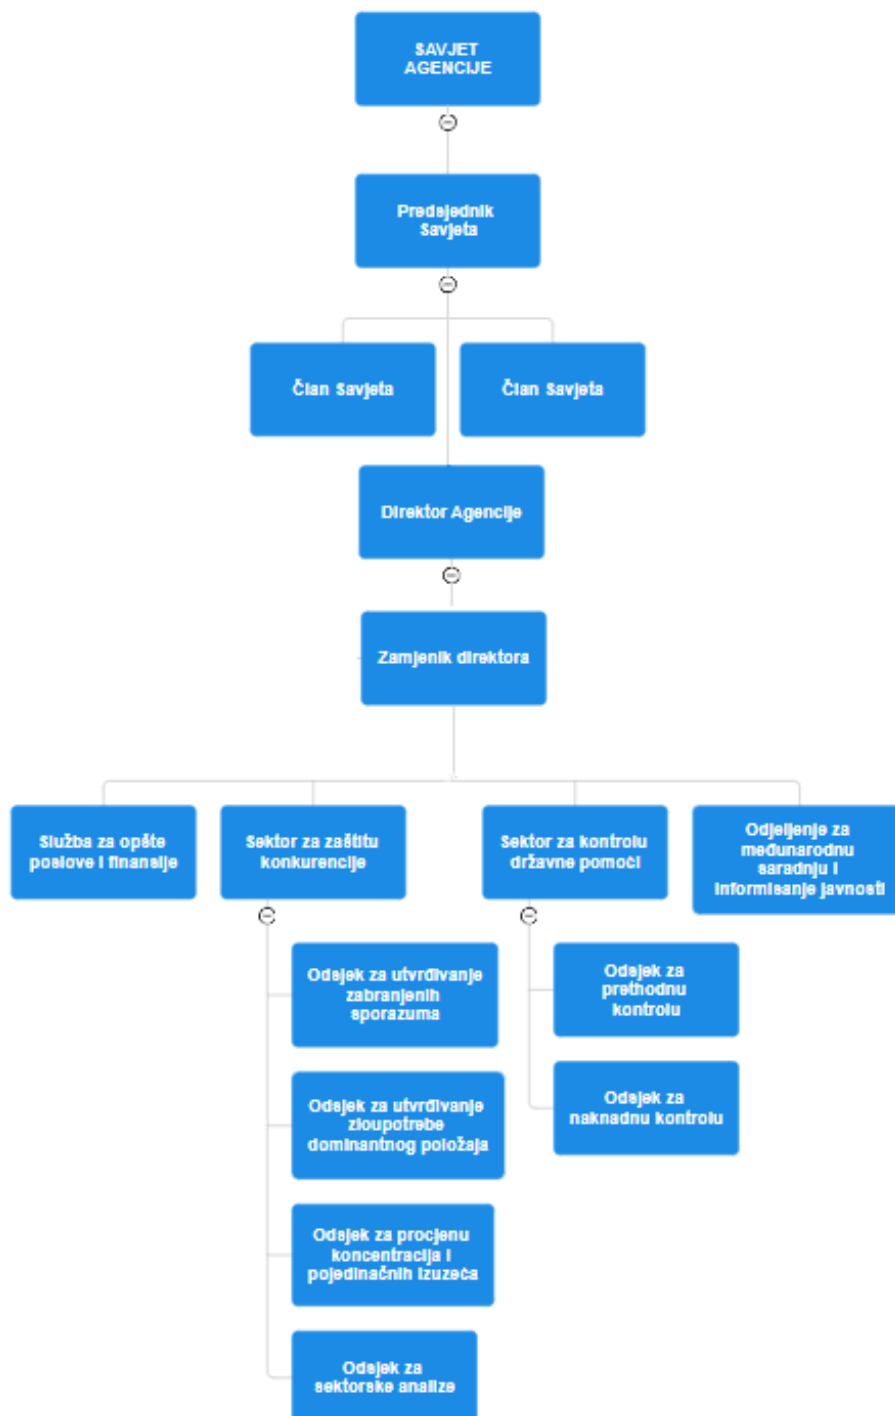 SAVJET
AGENCIJE
Predsjednik
Savjeta
Član Savjeta
Član Savjeta
Direktor Agencije
Zamjenik direktora
Služba za opšte
poslove i finansije
Sektor za zaštitu
konkurencije
Sektor za kontrolu
državne pomoći
Odjeljenje za
međunarodnu
saradnju i
informisanje javnosti
Odsjek za utvrđivanje
zabranjenih
sporazuma
Odsjek za utvrđivanje
zloupotrebe
dominantnog položaja
Odsjek za procjenu
koncentracija i
pojedinačnih izuzeća
Odsjek za
sektorske analize
Odsjek za
prethodnu
kontrolu
Odsjek za
naknadnu kontrolu